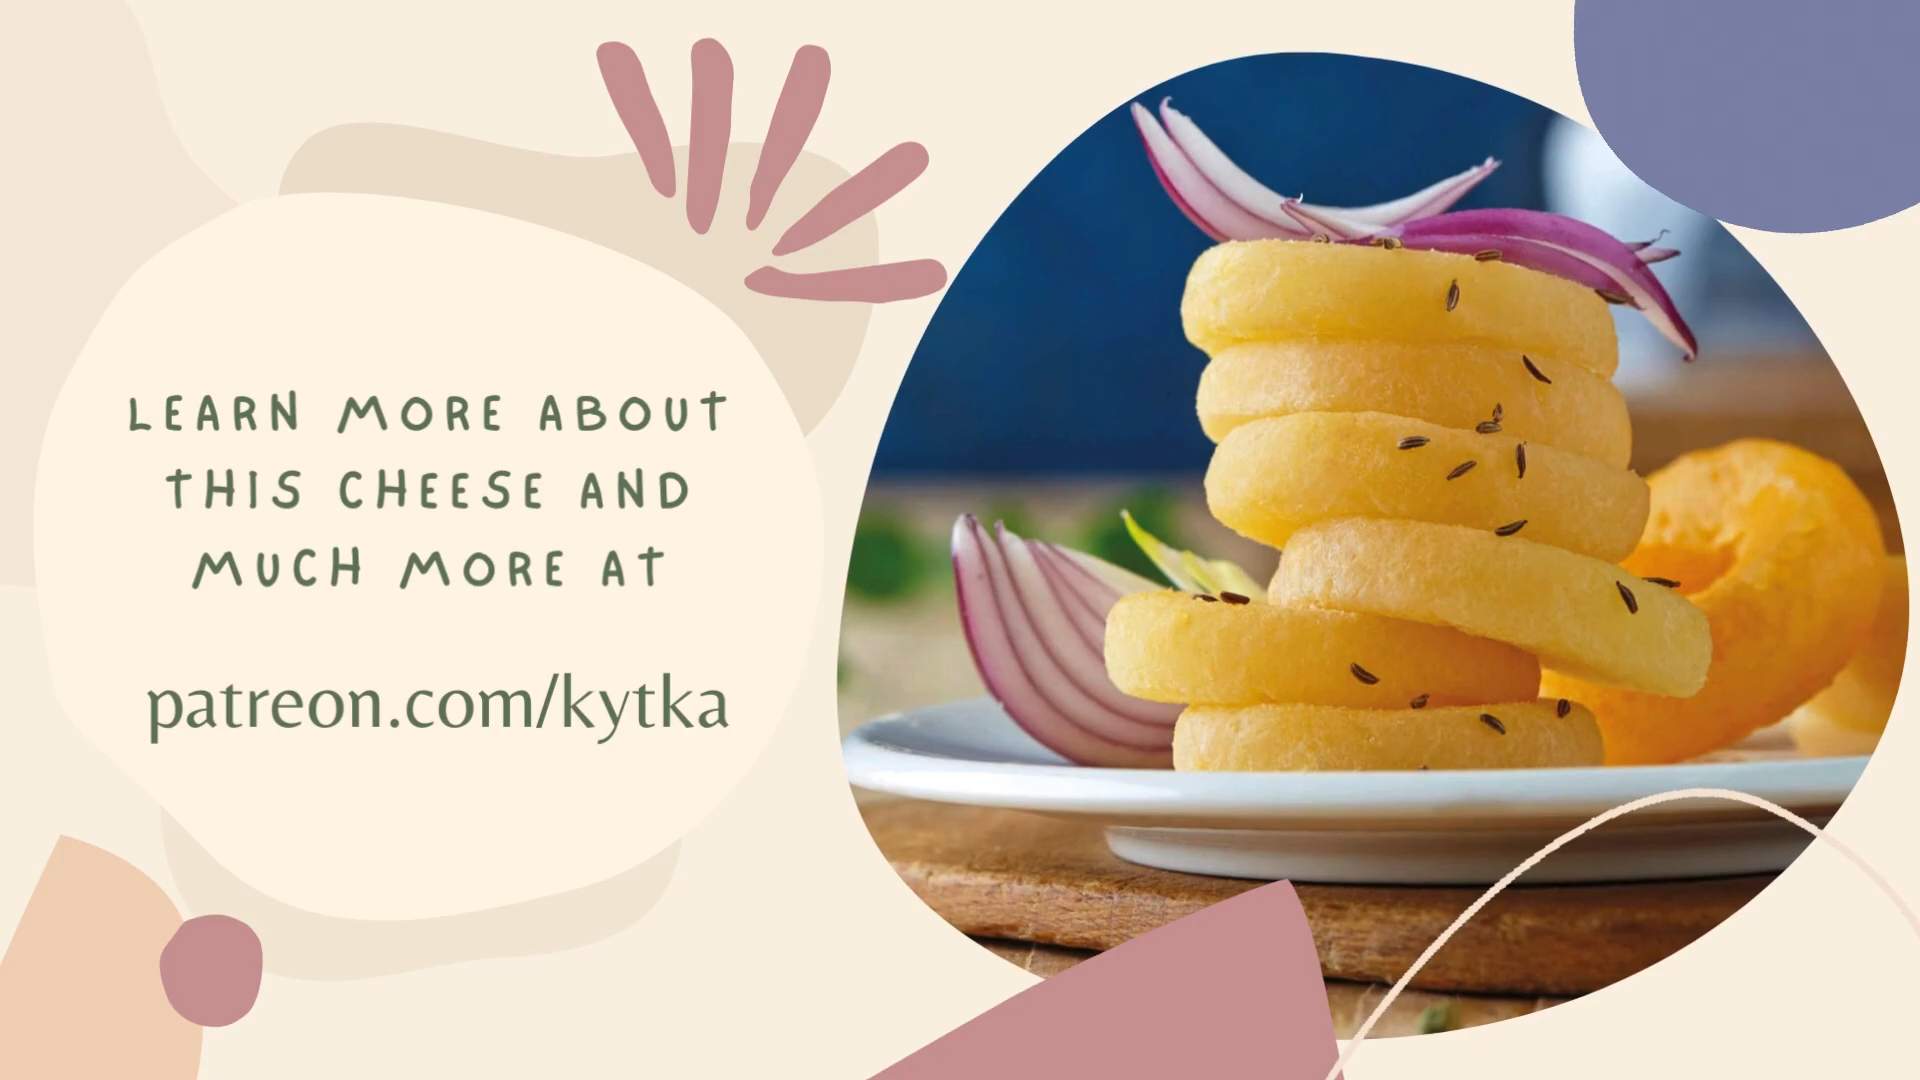 LEARN MORE ABOUT
THIS CHEESE AND
MUCH MORE AT
patreon.com/kytka